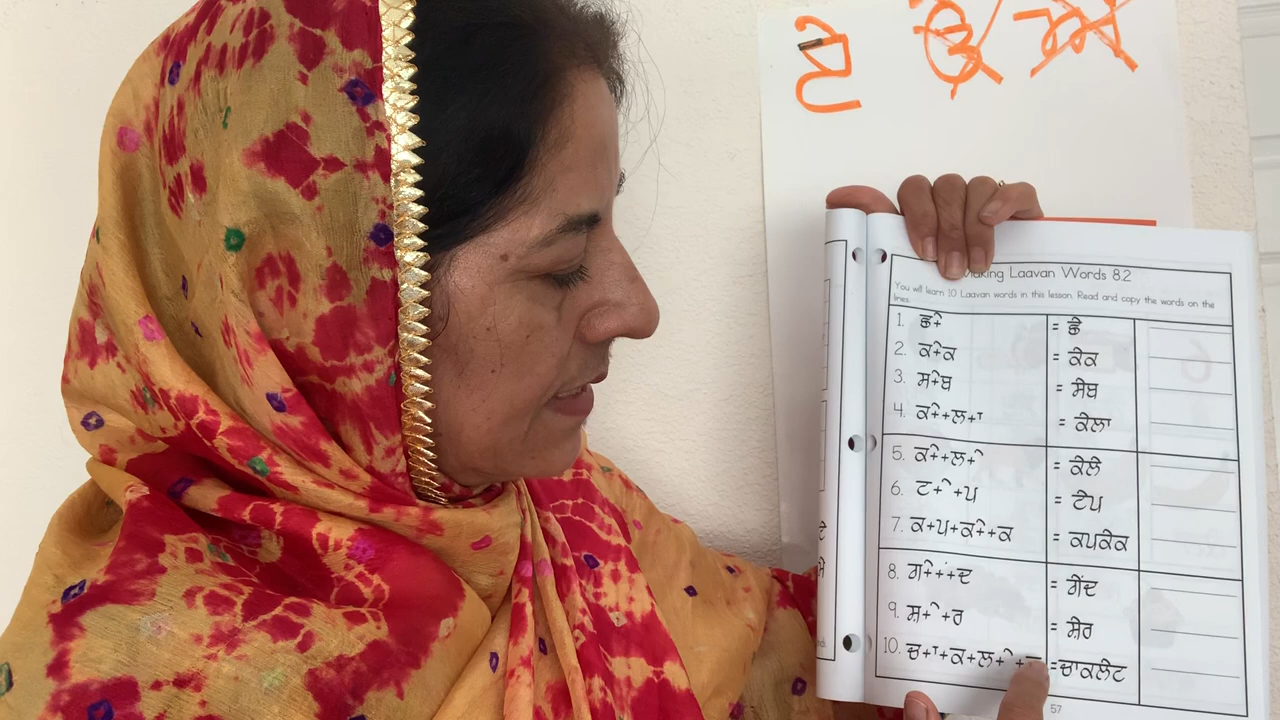 Making Laavan Words 8.2
You will learn 10 Laavan words in this lesson. Read and copy the words on the
lines.
1. ਛ+ੇ = ਛੇ
2. ਕ+ੇ+ਕ = ਕੇਕ
3. ਸ+ੇ+ਬ = ਸੇਬ
4. ਕ+ੇ+ਲ+ਾ = ਕੇਲਾ
5. ਕ+ੇ+ਲ+ੇ = ਕੇਲੇ
6. ਟ+ੇ+ਪ = ਟੇਪ
7. ਕ+ਪ+ਕ+ੇ+ਕ = ਕਪਕੇਕ
8. ਗ+ੇ+ਂ+ਦ = ਗੇਂਦ
9. ਸ਼+ੇ+ਰ = ਸ਼ੇਰ
10. ਚ+ਾ+ਕ+ਲ+ੇ+ = ਚਾਕਲੇਟ
57